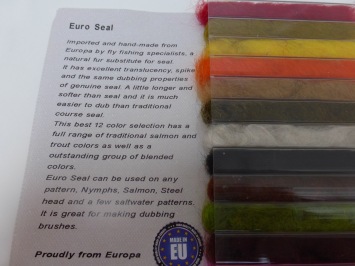 Euro Seal
Imported and hand-made from
Europa by fly fishing specialists, a
natural fur substitute for seal.
It has excellent translucency, spike
and the same dubbing properties
of genuine seal. A little longer and
softer than seal and it is much
easier to dub than traditional
course seal.
This best 12 color selection has a
full range of traditional salmon and
trout colors as well as a
outstanding group of blended
colors.
Euro Seal can be used on any
pattern, Nymphs, Salmon, Steel
head and a few saltwater patterns.
It is great for making dubbing
brushes.
Proudly from Europa
MADE IN
EU